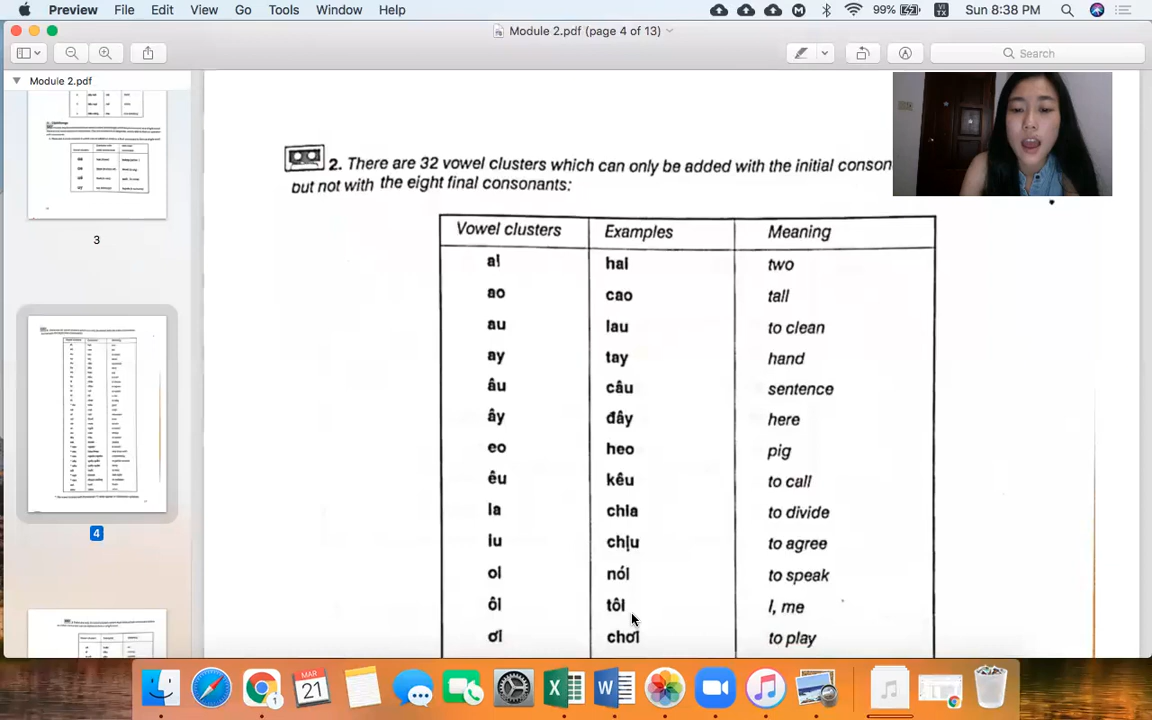 Preview File Edit View Go Tools Window Help
99% VI TX Sun 8:38 PM
Module 2.pdf (page 4 of 13)
Search
Module 2.pdf
3
4
2. There are 32 vowel clusters which can only be added with the initial conson
but not with the eight final consonants:
Vowel clusters Examples Meaning
ai hai two
ao cao tall
au lau to clean
ay tay hand
âu câu sentence
ây đây here
eo heo pig
êu kêu to call
ia chia to divide
iu chịu to agree
oi nói to speak
ôi tôi I, me
ơi chơi to play
MAR
21
1